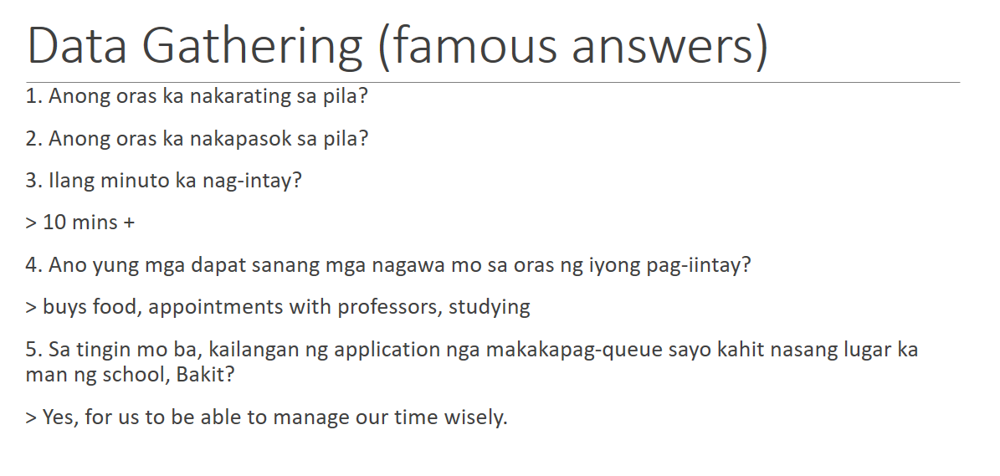 Data Gathering (famous answers)
1. Anong oras ka nakarating sa pila?
2. Anong oras ka nakapasok sa pila?
3. Ilang minuto ka nag-intay?
> 10 mins +
4. Ano yung mga dapat sanang mga nagawa mo sa oras ng iyong pag-iintay?
> buys food, appointments with professors, studying
5. Sa tingin mo ba, kailangan ng application nga makakapag-queue sayo kahit nasang lugar ka
man ng school, Bakit?
> Yes, for us to be able to manage our time wisely.